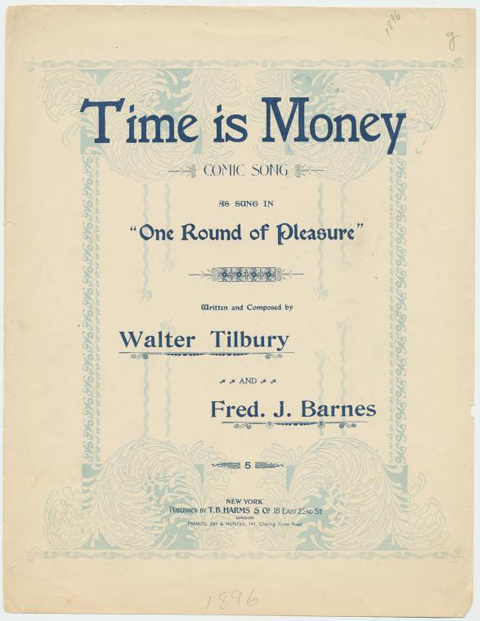 1896
g
Time is Money
COMIC SONG
AS SUNG IN
"One Round of Pleasure"
Written and Composed by
Walter Tilbury
AND
Fred. J. Barnes
5
NEW YORK
PUBLISHED BY T. B. HARMS & CO. 18 EAST 22ND ST.
LONDON
FRANCIS, DAY & HUNTER, 142, Charing Cross Road
1896